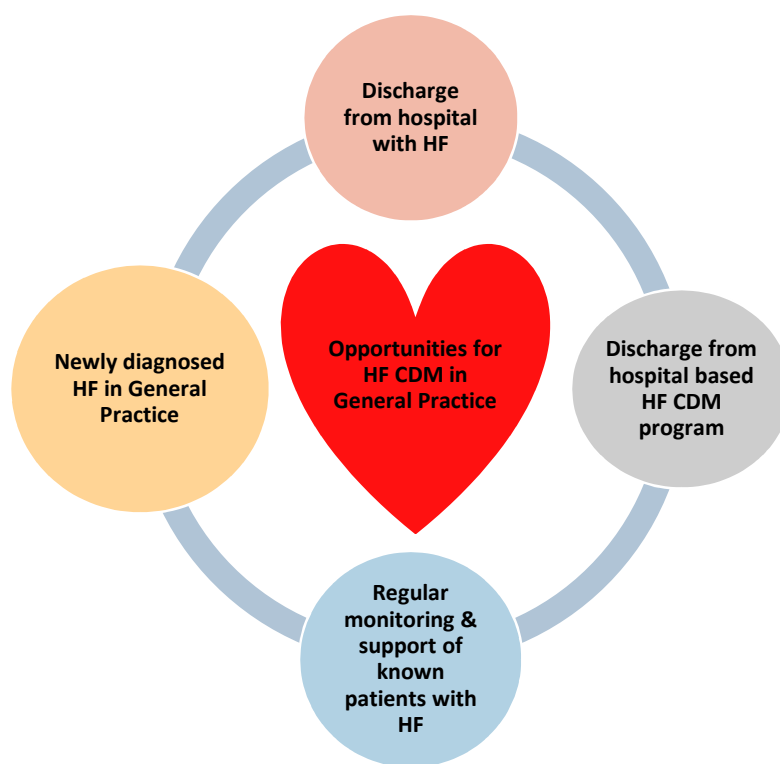 Discharge
from hospital
with HF
Newly diagnosed
HF in General
Practice
Opportunities for
HF CDM in
General Practice
Discharge from
hospital based
HF CDM
program
Regular
monitoring &
support of
known
patients with
HF